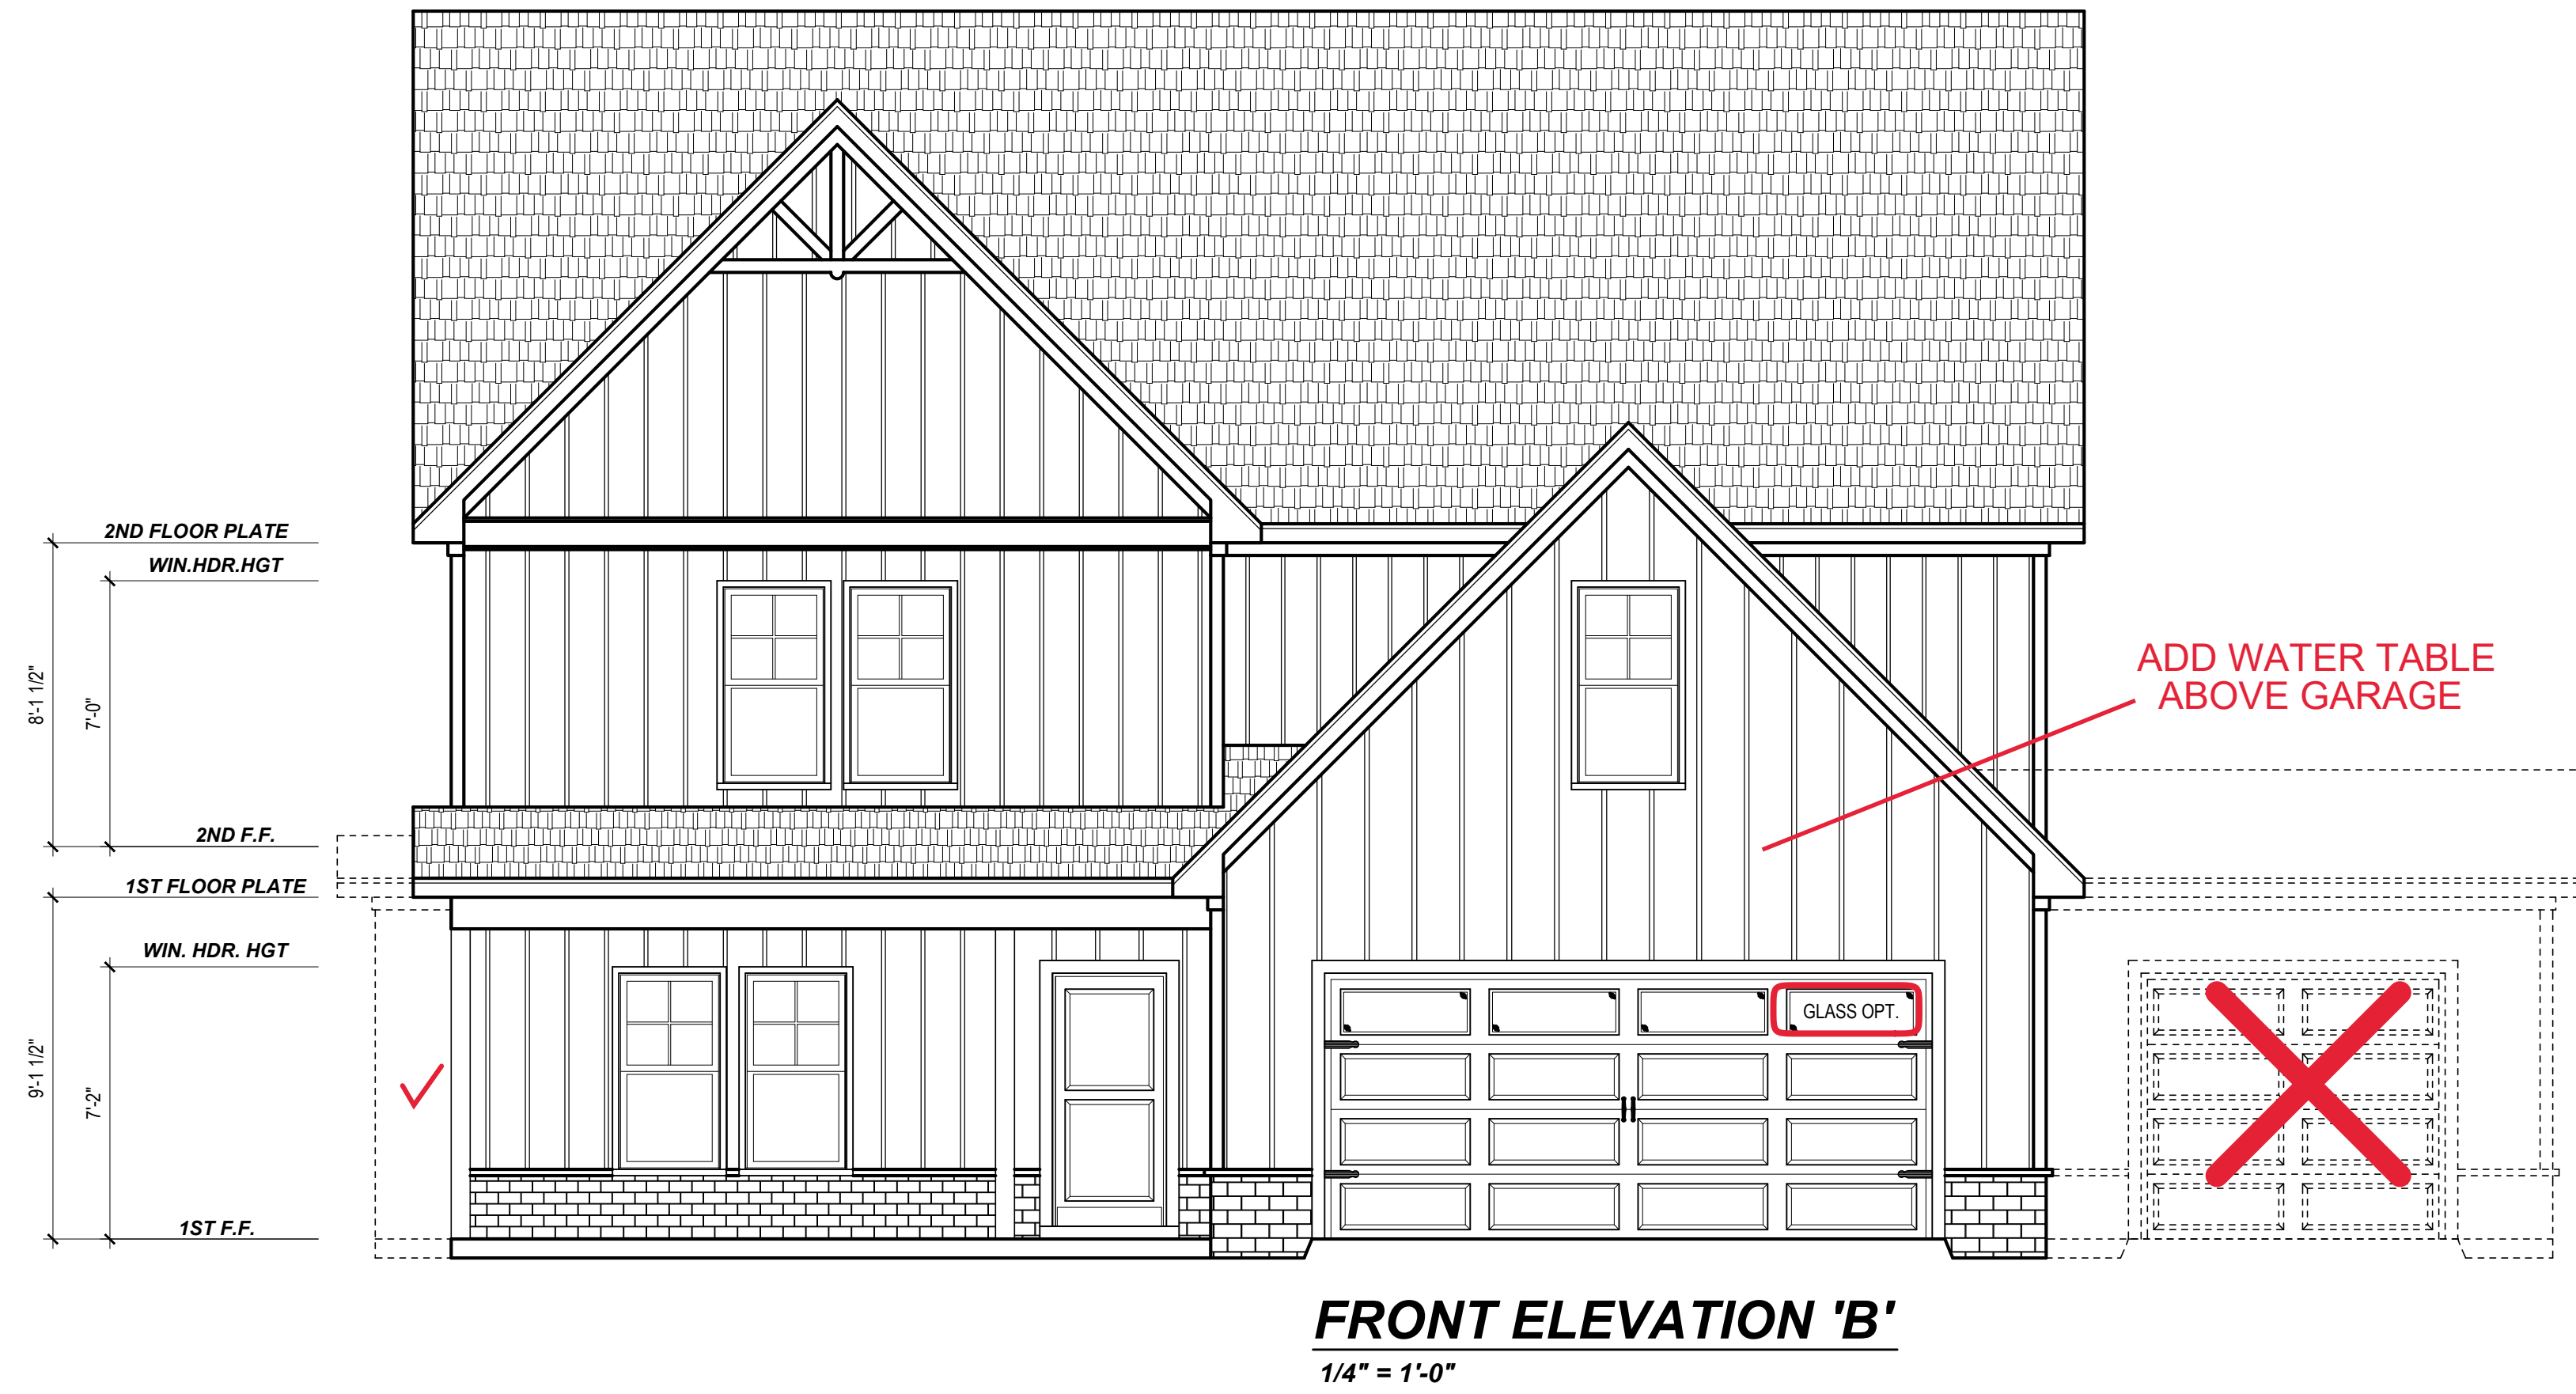 2ND FLOOR PLATE
WIN.HDR.HGT
8'-1 1/2"
7'-0"
2ND F.F.
1ST FLOOR PLATE
WIN. HDR. HGT
9'-1 1/2"
7'-2"
1ST F.F.
ADD WATER TABLE
ABOVE GARAGE
GLASS OPT.
FRONT ELEVATION 'B'
1/4" = 1'-0"